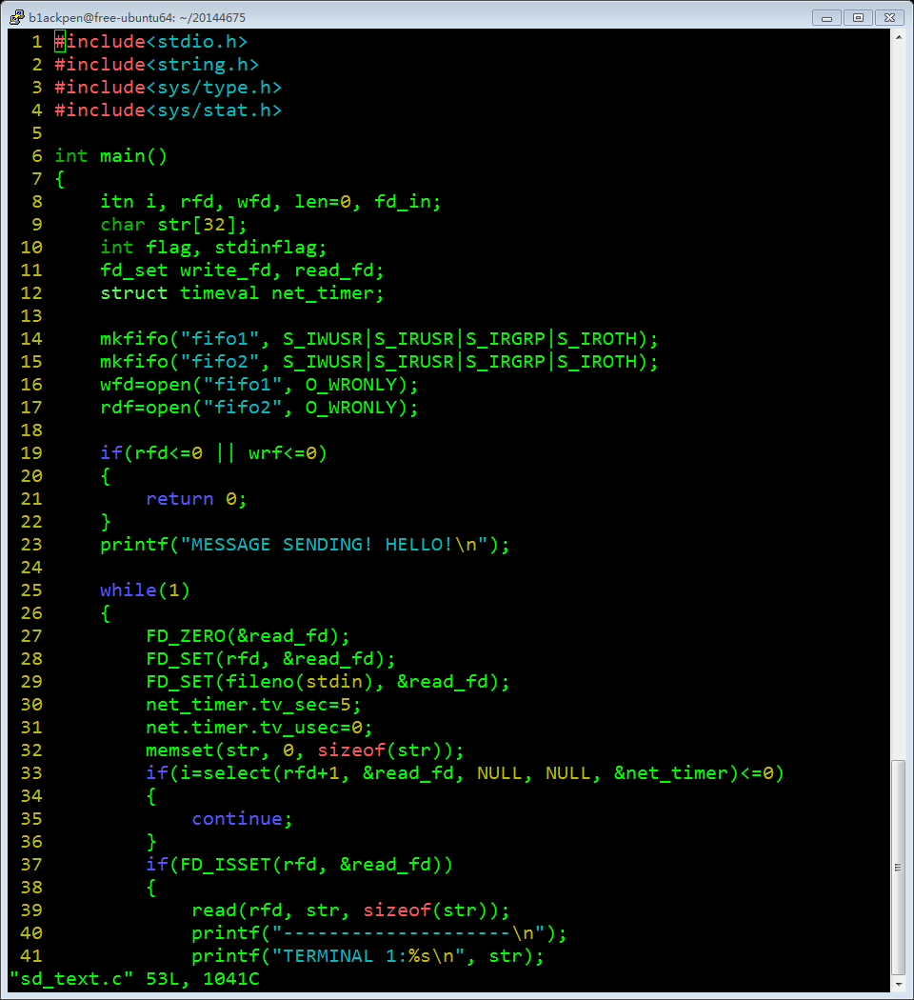 b1ackpen@free-ubuntu64: ~/20144675
1 #include<stdio.h>
2 #include<string.h>
3 #include<sys/type.h>
4 #include<sys/stat.h>
5
6 int main()
7 {
8     itn i, rfd, wfd, len=0, fd_in;
9     char str[32];
10     int flag, stdinflag;
11     fd_set write_fd, read_fd;
12     struct timeval net_timer;
13
14     mkfifo("fifo1", S_IWUSR|S_IRUSR|S_IRGRP|S_IROTH);
15     mkfifo("fifo2", S_IWUSR|S_IRUSR|S_IRGRP|S_IROTH);
16     wfd=open("fifo1", O_WRONLY);
17     rdf=open("fifo2", O_WRONLY);
18
19     if(rfd<=0 || wrf<=0)
20     {
21         return 0;
22     }
23     printf("MESSAGE SENDING! HELLO!\n");
24
25     while(1)
26     {
27         FD_ZERO(&read_fd);
28         FD_SET(rfd, &read_fd);
29         FD_SET(fileno(stdin), &read_fd);
30         net_timer.tv_sec=5;
31         net.timer.tv_usec=0;
32         memset(str, 0, sizeof(str));
33         if(i=select(rfd+1, &read_fd, NULL, NULL, &net_timer)<=0)
34         {
35             continue;
36         }
37         if(FD_ISSET(rfd, &read_fd))
38         {
39             read(rfd, str, sizeof(str));
40             printf("--------------------\n");
41             printf("TERMINAL 1:%s\n", str);
"sd_text.c" 53L, 1041C